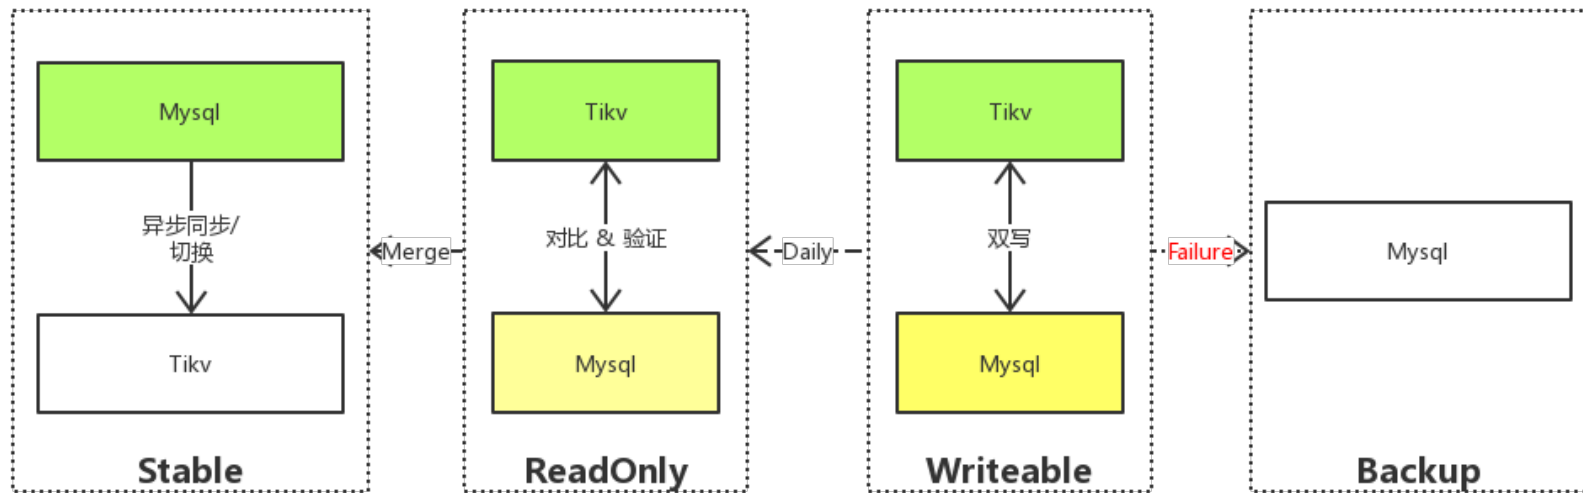 Mysql
异步同步/
切换
Tikv
Stable
Merge
Tikv
对比 & 验证
Mysql
ReadOnly
Daily
Tikv
双写
Mysql
Writeable
Failure
Mysql
Backup